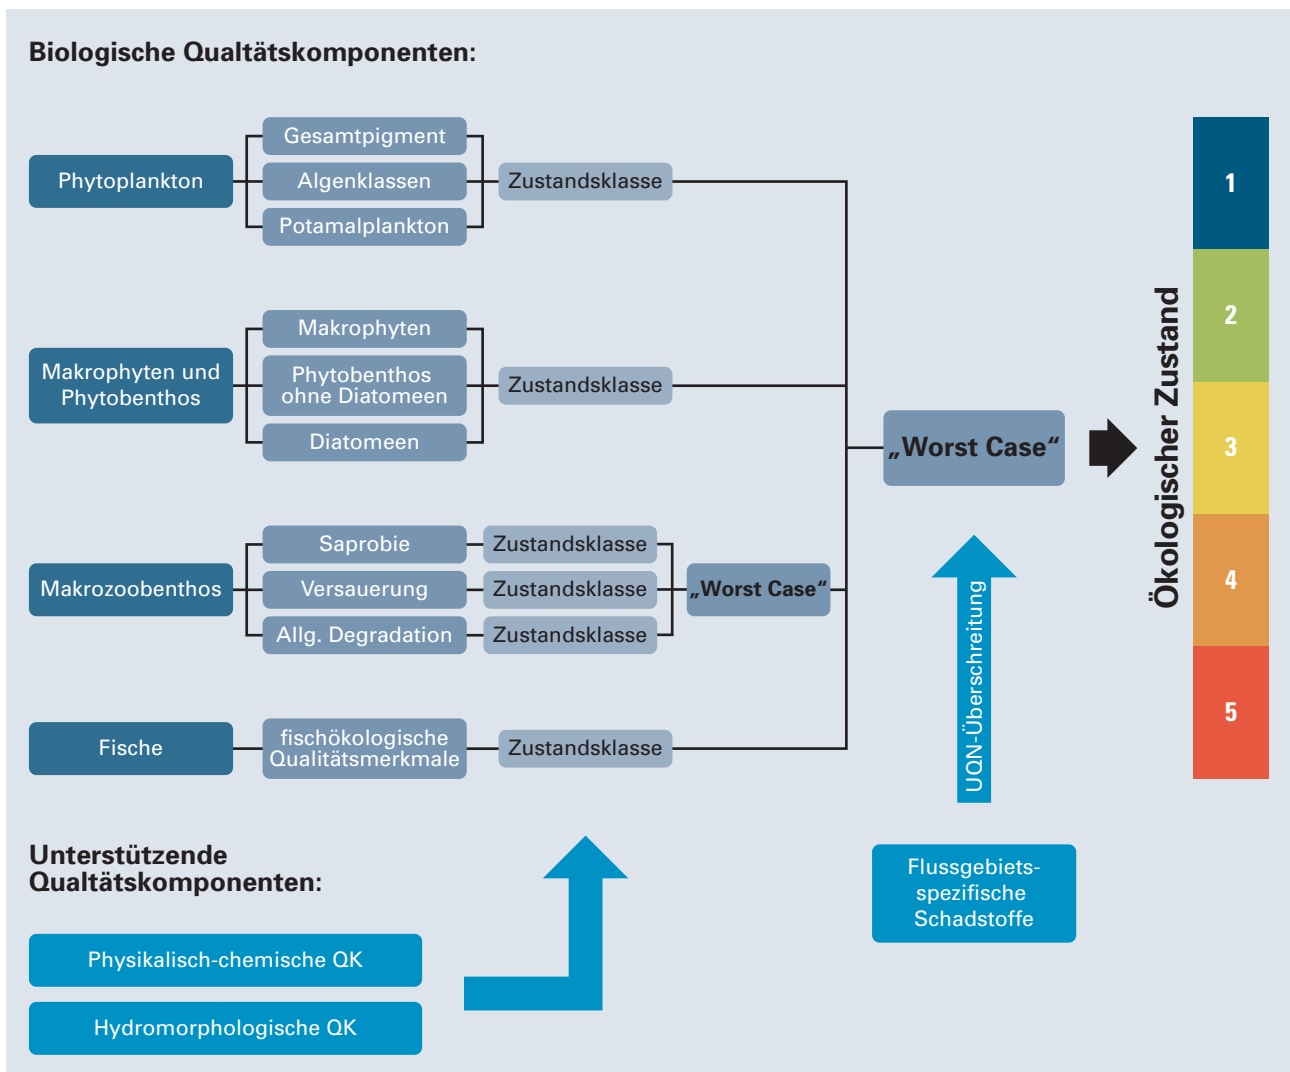 Biologische Qualtätskomponenten:
Phytoplankton
Gesamtpigment
Algenklassen
Potamalplankton
Zustandsklasse
Makrophyten und
Phytobenthos
Makrophyten
Phytobenthos
ohne Diatomeen
Diatomeen
Zustandsklasse
Makrozoobenthos
Saprobie
Zustandsklasse
Versauerung
Zustandsklasse
Allg. Degradation
Zustandsklasse
„Worst Case“
Fische
fischökologische
Qualitätsmerkmale
Zustandsklasse
„Worst Case“
Ökologischer Zustand
1
2
3
4
5
UQN-Überschreitung
Flussgebiets-
spezifische
Schadstoffe
Unterstützende
Qualtätskomponenten:
Physikalisch-chemische QK
Hydromorphologische QK